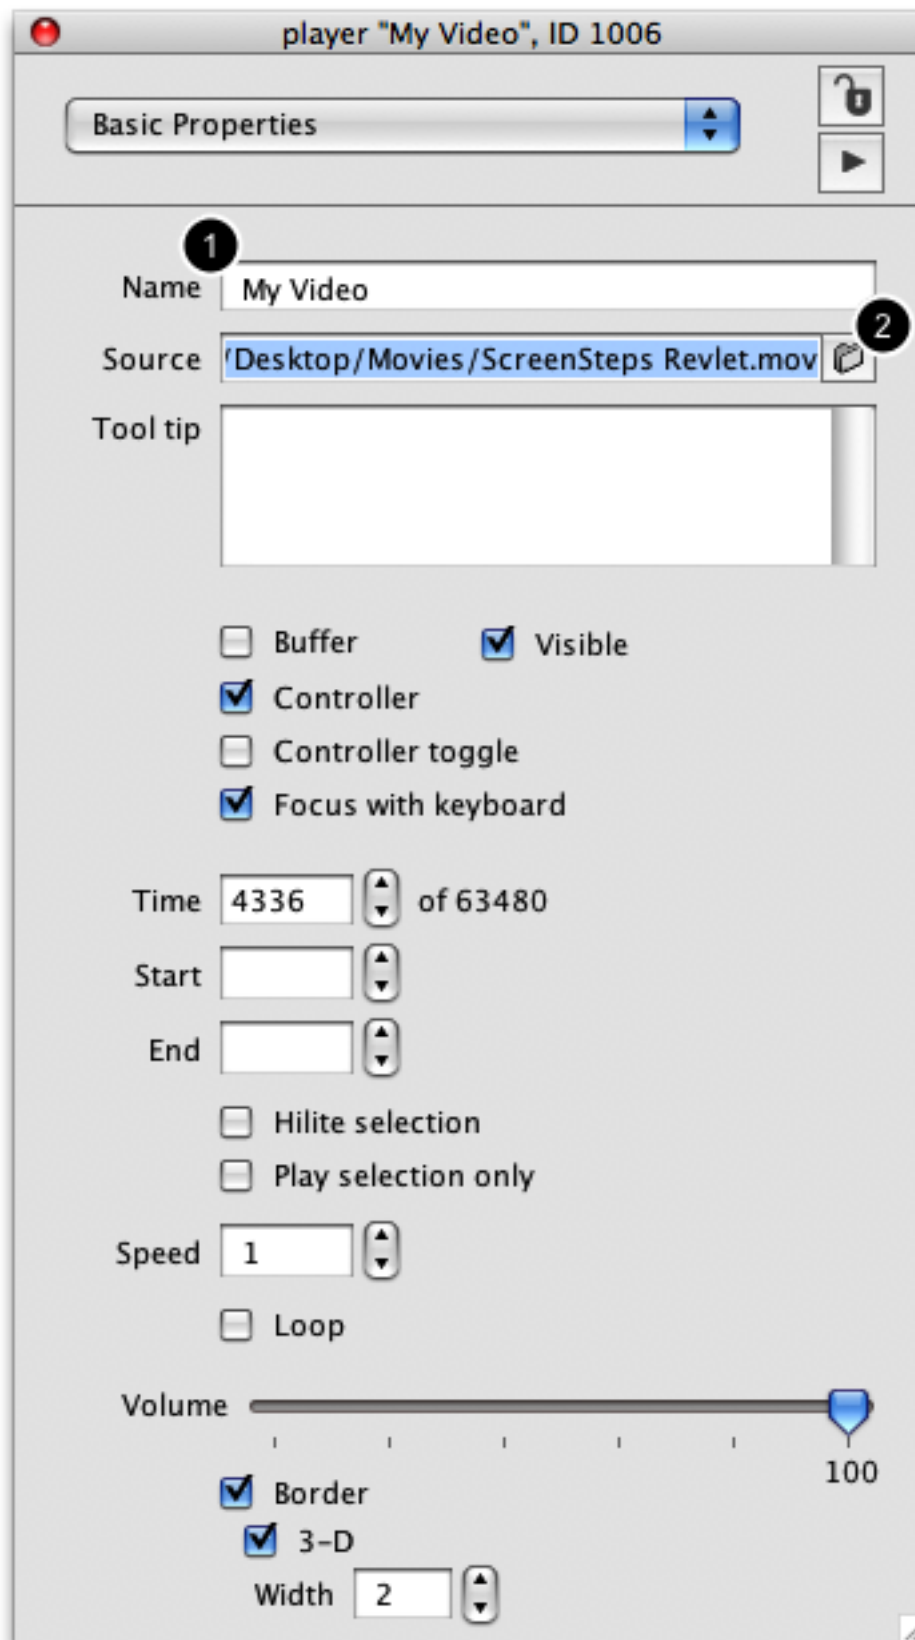 player "My Video", ID 1006
Basic Properties
1
Name My Video
2
Source /Desktop/Movies/ScreenSteps Revlet.mov
Tool tip
Buffer Visible
Controller
Controller toggle
Focus with keyboard
Time 4336 of 63480
Start
End
Hilite selection
Play selection only
Speed 1
Loop
Volume
100
Border
3-D
Width 2